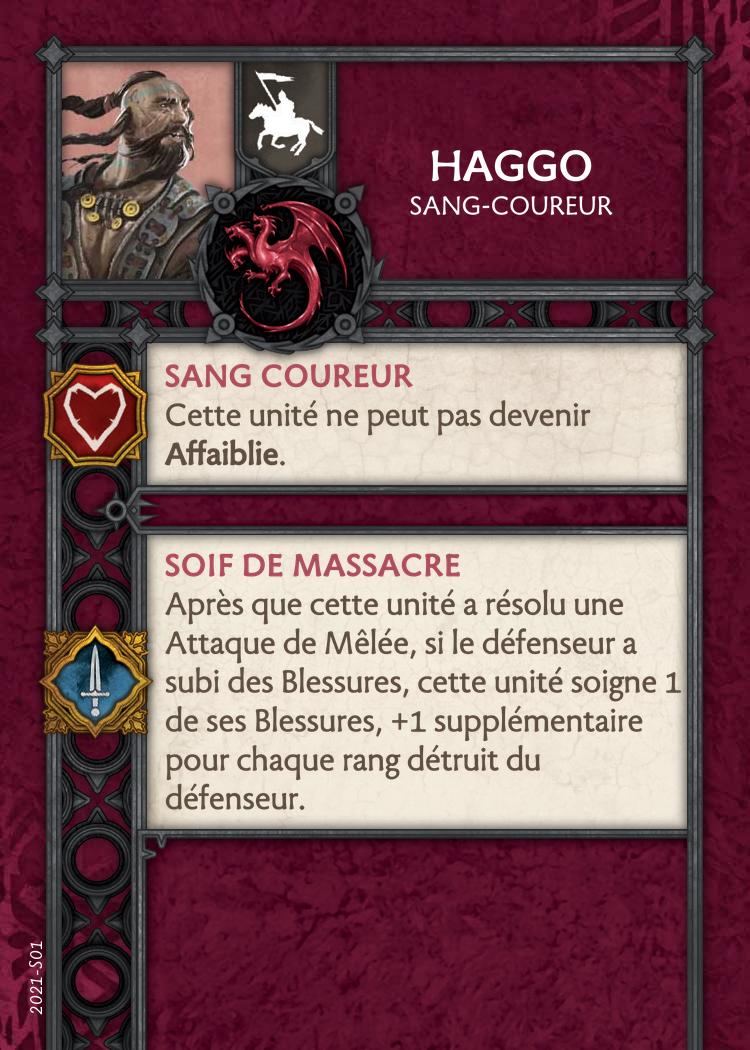 HAGGO
SANG-COUREUR
SANG COUREUR
Cette unité ne peut pas devenir
Affaiblie.
SOIF DE MASSACRE
Après que cette unité a résolu une
Attaque de Mêlée, si le défenseur a
subi des Blessures, cette unité soigne 1
de ses Blessures, +1 supplémentaire
pour chaque rang détruit du
défenseur.
2021-S01